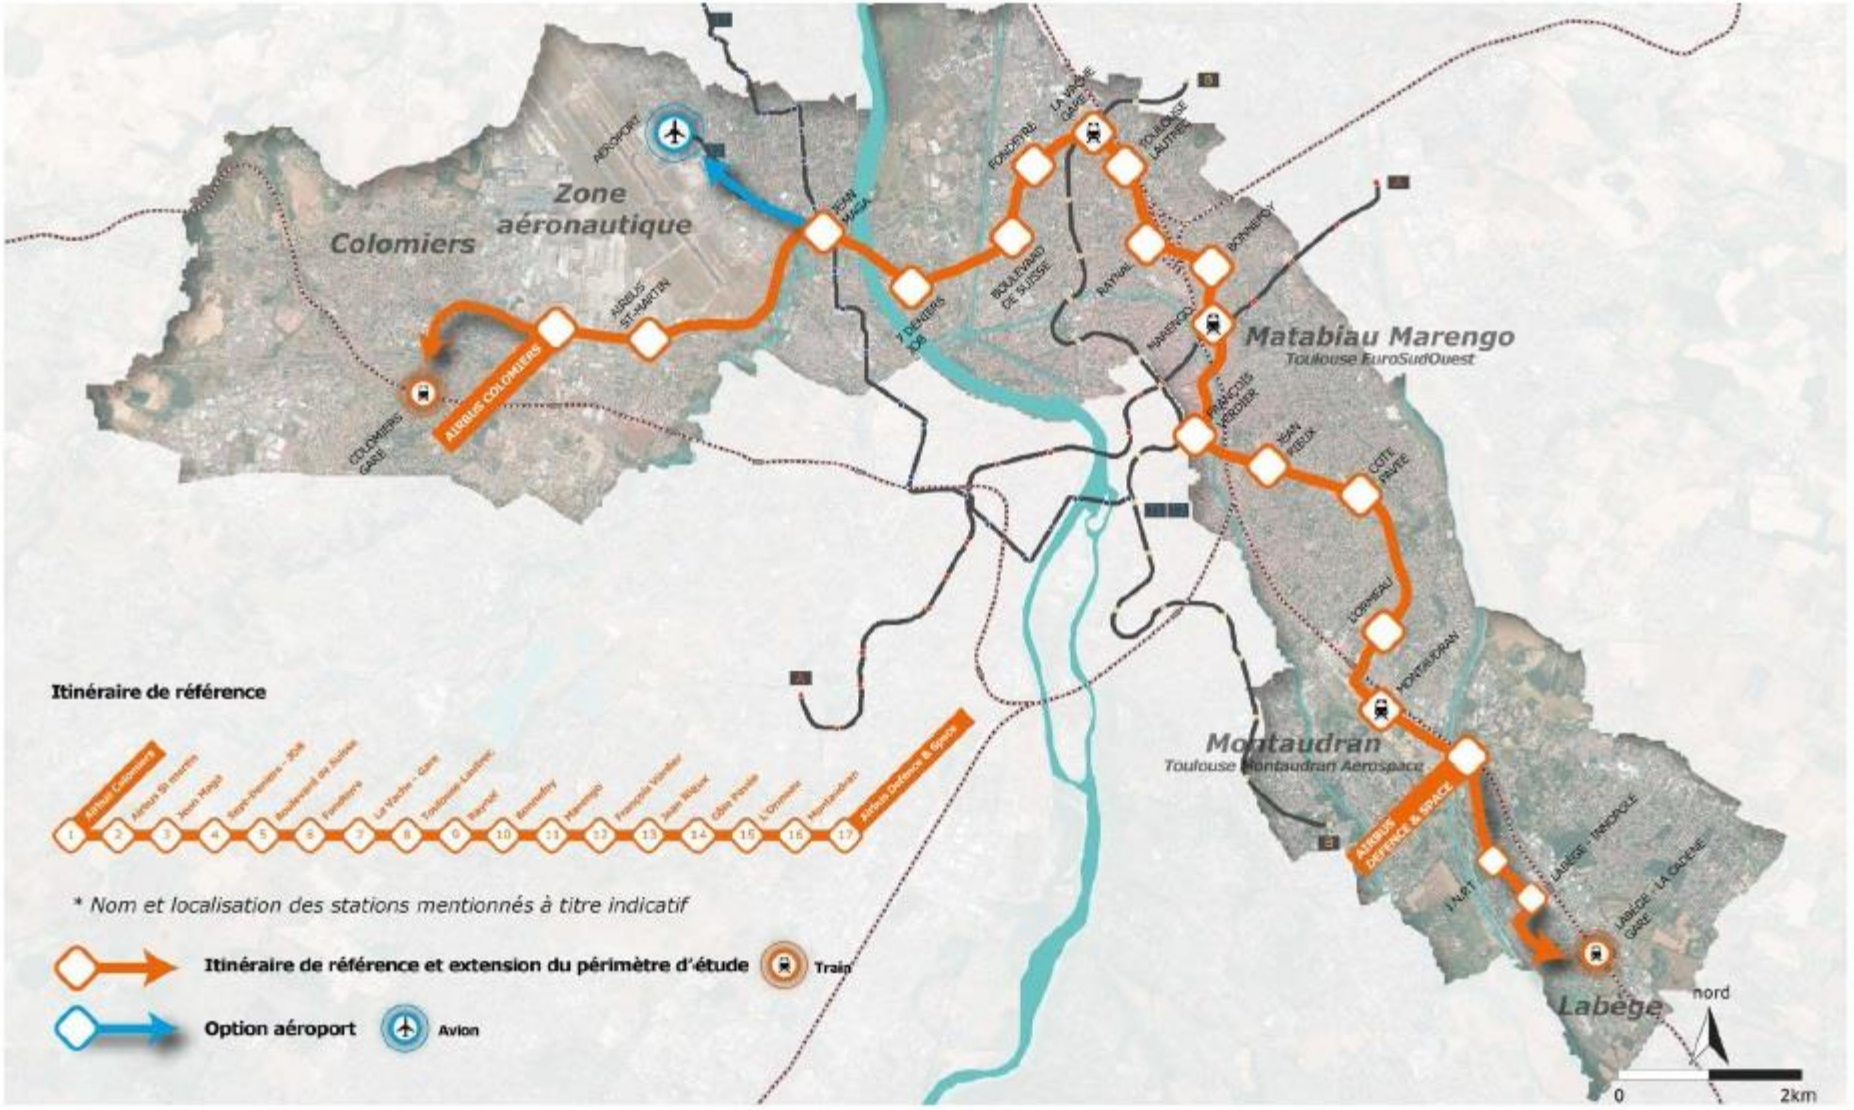 B
LA VACHE
GARE
TOULOUSE
LAUTREC
FONDEYRE
AEROPORT
A
Zone
aéronautique
JEAN
MAGA
BONNEFOY
Colomiers
BOULEVARD
DE SUISSE
RAYNAL
AIRBUS
ST-MARTIN
7 DENIERS
JOB
MARENGO
Matabiau Marengo
Toulouse EuroSudOuest
AIRBUS COLOMIERS
COLOMIERS
GARE
FRANÇOIS
VERDIER
JEAN
RIEUX
COTE
PAVEE
L'ORMEAU
MONTAUDRAN
A
Itinéraire de référence
Montaudran
Toulouse Montaudran Aerospace
AIRBUS
DEFENCE & SPACE
Airbus Colomiers
Airbus St martin
Jean Maga
Sept-Deniers - JOB
Boulevard de Suisse
Fondeyre
La Vache - Gare
Toulouse-Lautrec
Raynal
Bonnefoy
Marengo
François Verdier
Jean Rieux
Côte Pavée
L'Ormeau
Montaudran
Airbus Defence & Space
1 2 3 4 5 6 7 8 9 10 11 12 13 14 15 16 17
B
LABÈGE - INNOPOLE
I.N.P.T
LABÈGE - LA CADENE
GARE
* Nom et localisation des stations mentionnés à titre indicatif
Itinéraire de référence et extension du périmètre d'étude
Train
Option aéroport
Avion
Labège
nord
0 2km